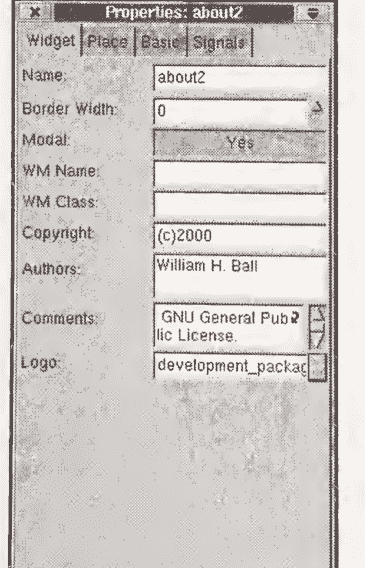 Properties: about2
Widget Place Basic Signals
Name: about2
Border Width: 0
Modal: Yes
WM Name:
WM Class:
Copyright: (c)2000
Authors: William H. Ball
Comments: GNU General Pub
lic License.
Logo: development_packag